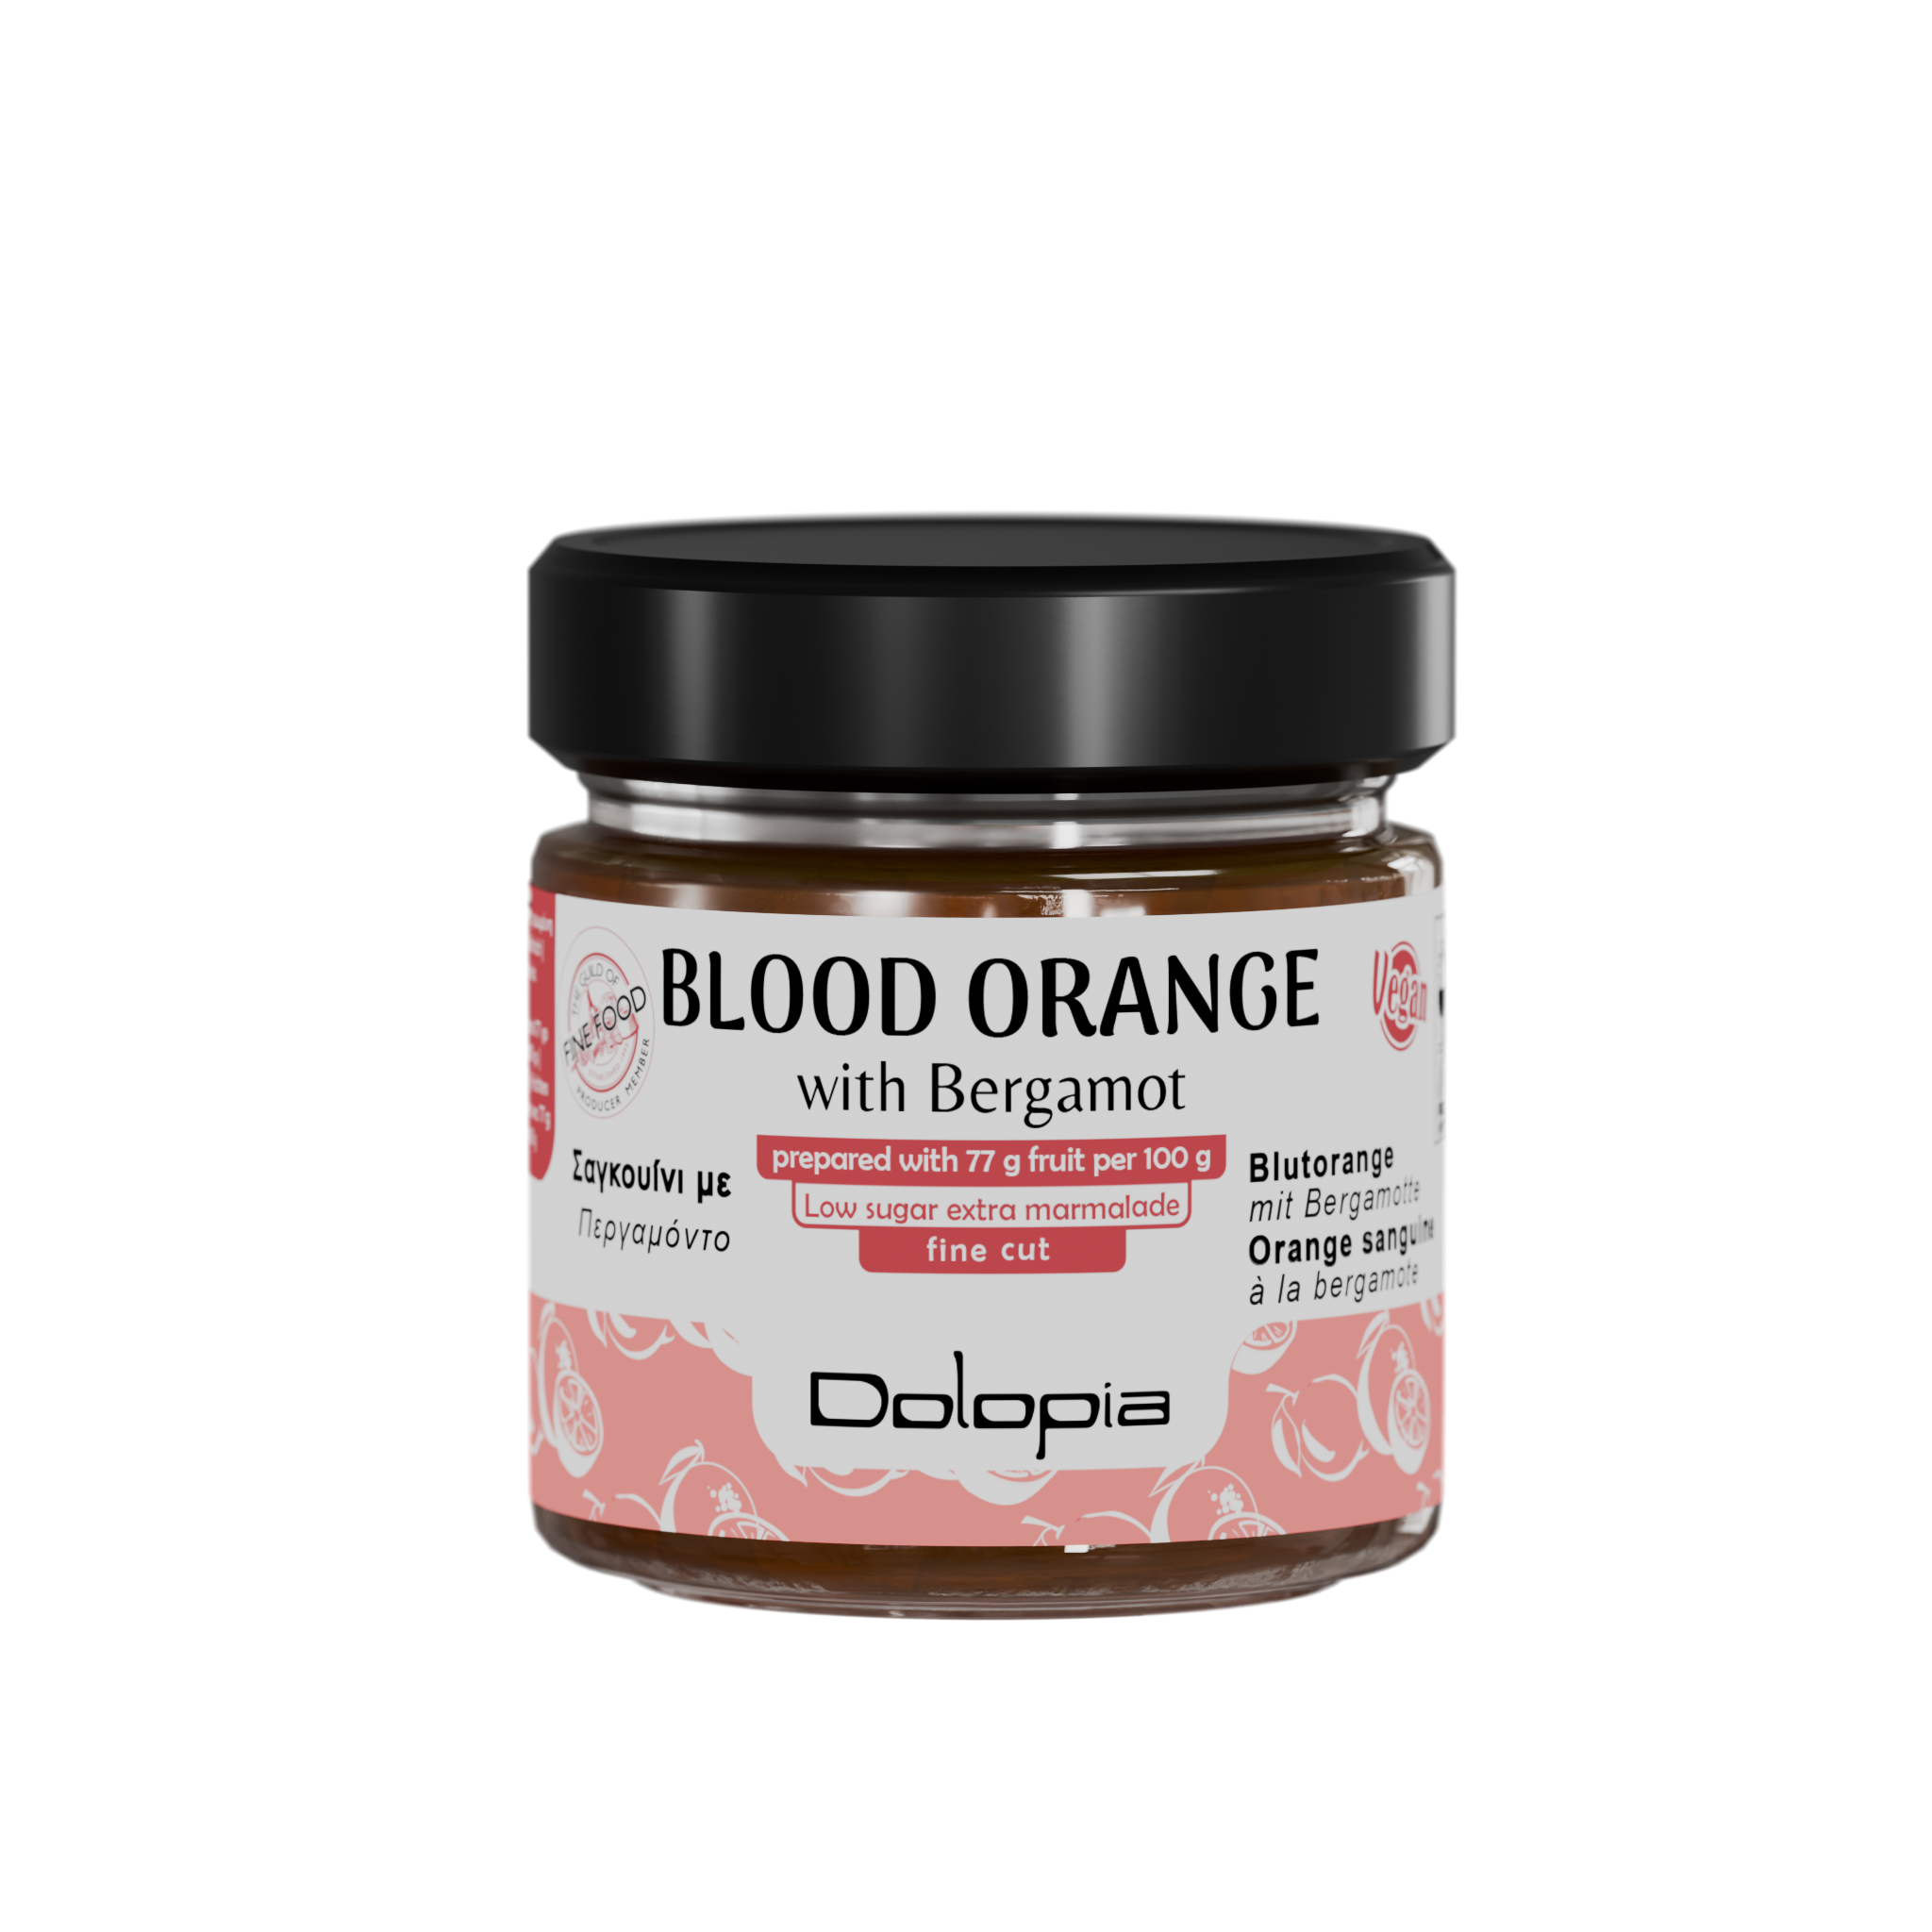 BLOOD ORANGE
with Bergamot
prepared with 77 g fruit per 100 g
Low sugar extra marmalade
fine cut
THE GUILD OF
FINE FOOD
PRODUCER MEMBER
Vegan
Σαγκουίνι με
Περγαμόντο
Blutorange
mit Bergamotte
Orange sanguine
à la bergamote
Dolopia